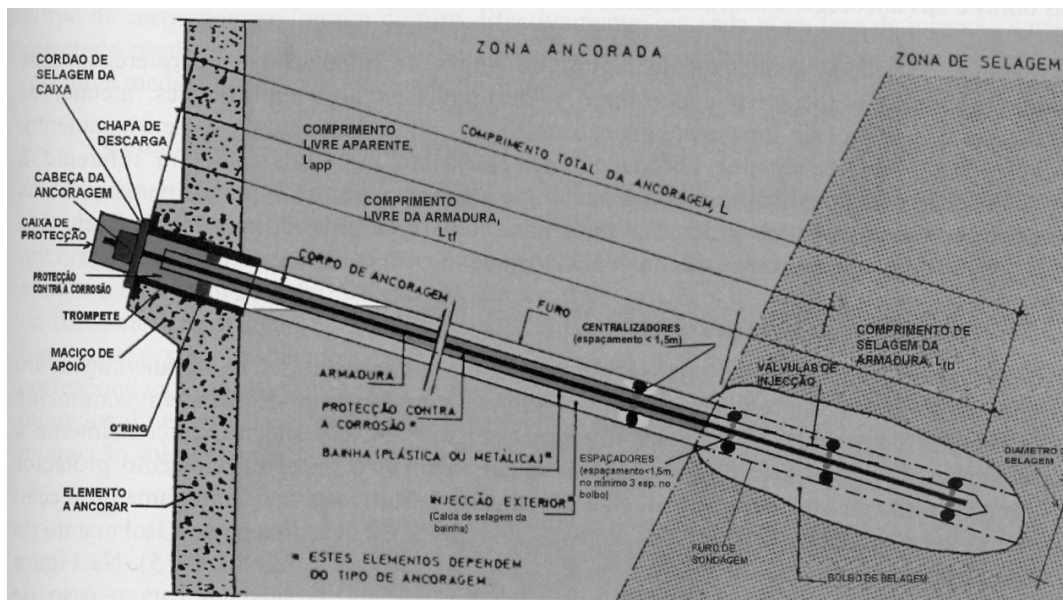 ZONA ANCORADA
ZONA DE SELAGEM
CORDAO DE
SELAGEM DA
CAIXA
CHAPA DE
DESCARGA
CABEÇA DA
ANCORAGEM
CAIXA DE
PROTECÇÃO
PROTECÇÃO
CONTRA A CORROSÃO
TROMPETE
MACIÇO DE
APOIO
O'RING
ELEMENTO
A ANCORAR
COMPRIMENTO
LIVRE APARENTE,
Lapp
COMPRIMENTO TOTAL DA ANCORAGEM, L
COMPRIMENTO
LIVRE DA ARMADURA,
Ltf
CORPO DE ANCORAGEM
FURO
CENTRALIZADORES
(espaçamento < 1,5m)
COMPRIMENTO DE
SELAGEM DA
ARMADURA, Ltb
VÁLVULAS DE
INJECÇÃO
ARMADURA
PROTECÇÃO CONTRA
A CORROSÃO*
BAINHA (PLÁSTICA OU METÁLICA)*
ESPAÇADORES
(espaçamento<1,5m,
no mínimo 3 esp. no
bolbo)
DIAMETRO D
SELAGEM
INJECÇÃO EXTERIOR*
(Calda de selagem da
bainha)
FURO DE
SONDAGEM
BOLBO DE SELAGEM
* ESTES ELEMENTOS DEPENDEM
DO TIPO DE ANCORAGEM.